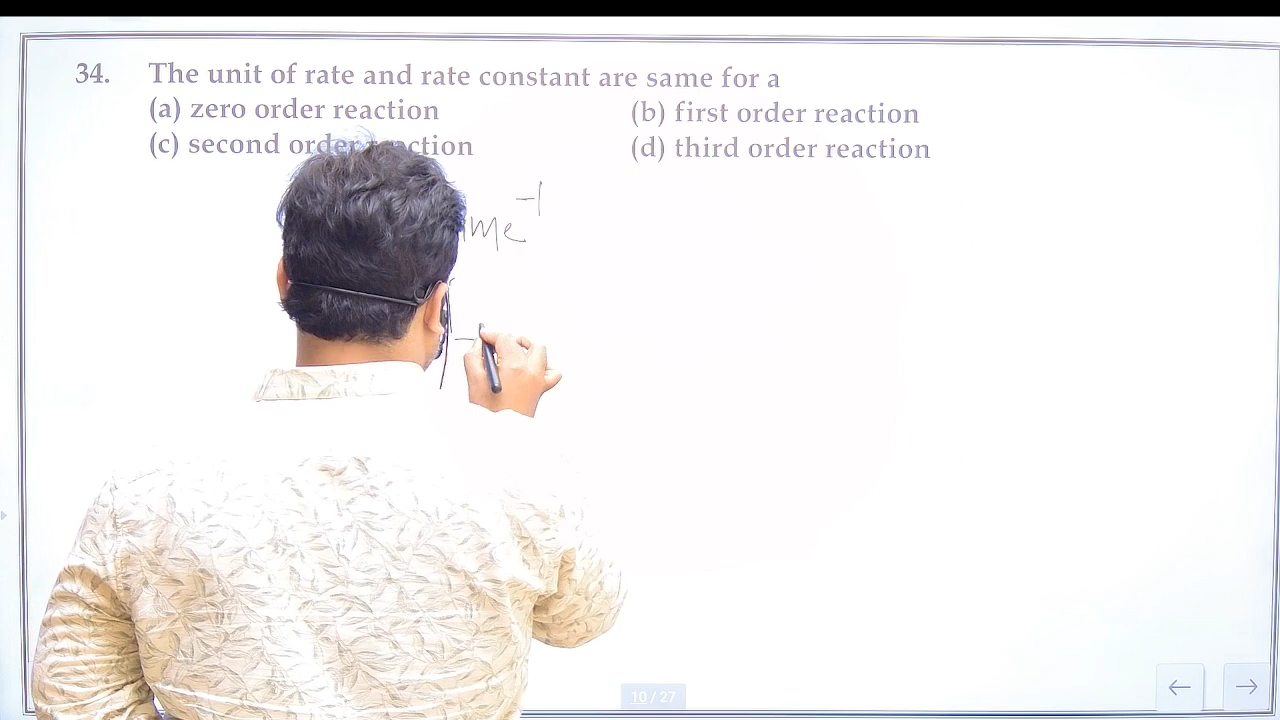 34. The unit of rate and rate constant are same for a
(a) zero order reaction (b) first order reaction
(c) second order reaction (d) third order reaction
10 / 27